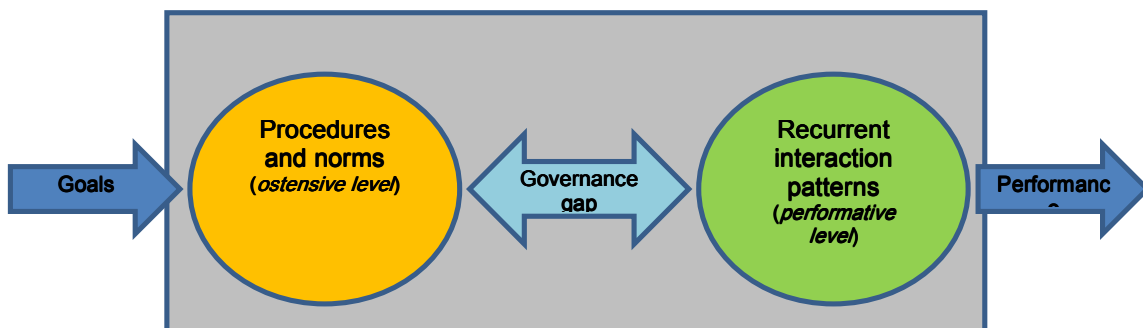 Goals
Procedures
and norms
(ostensive level)
Governance
gap
Recurrent
interaction
patterns
(performative
level)
Performanc